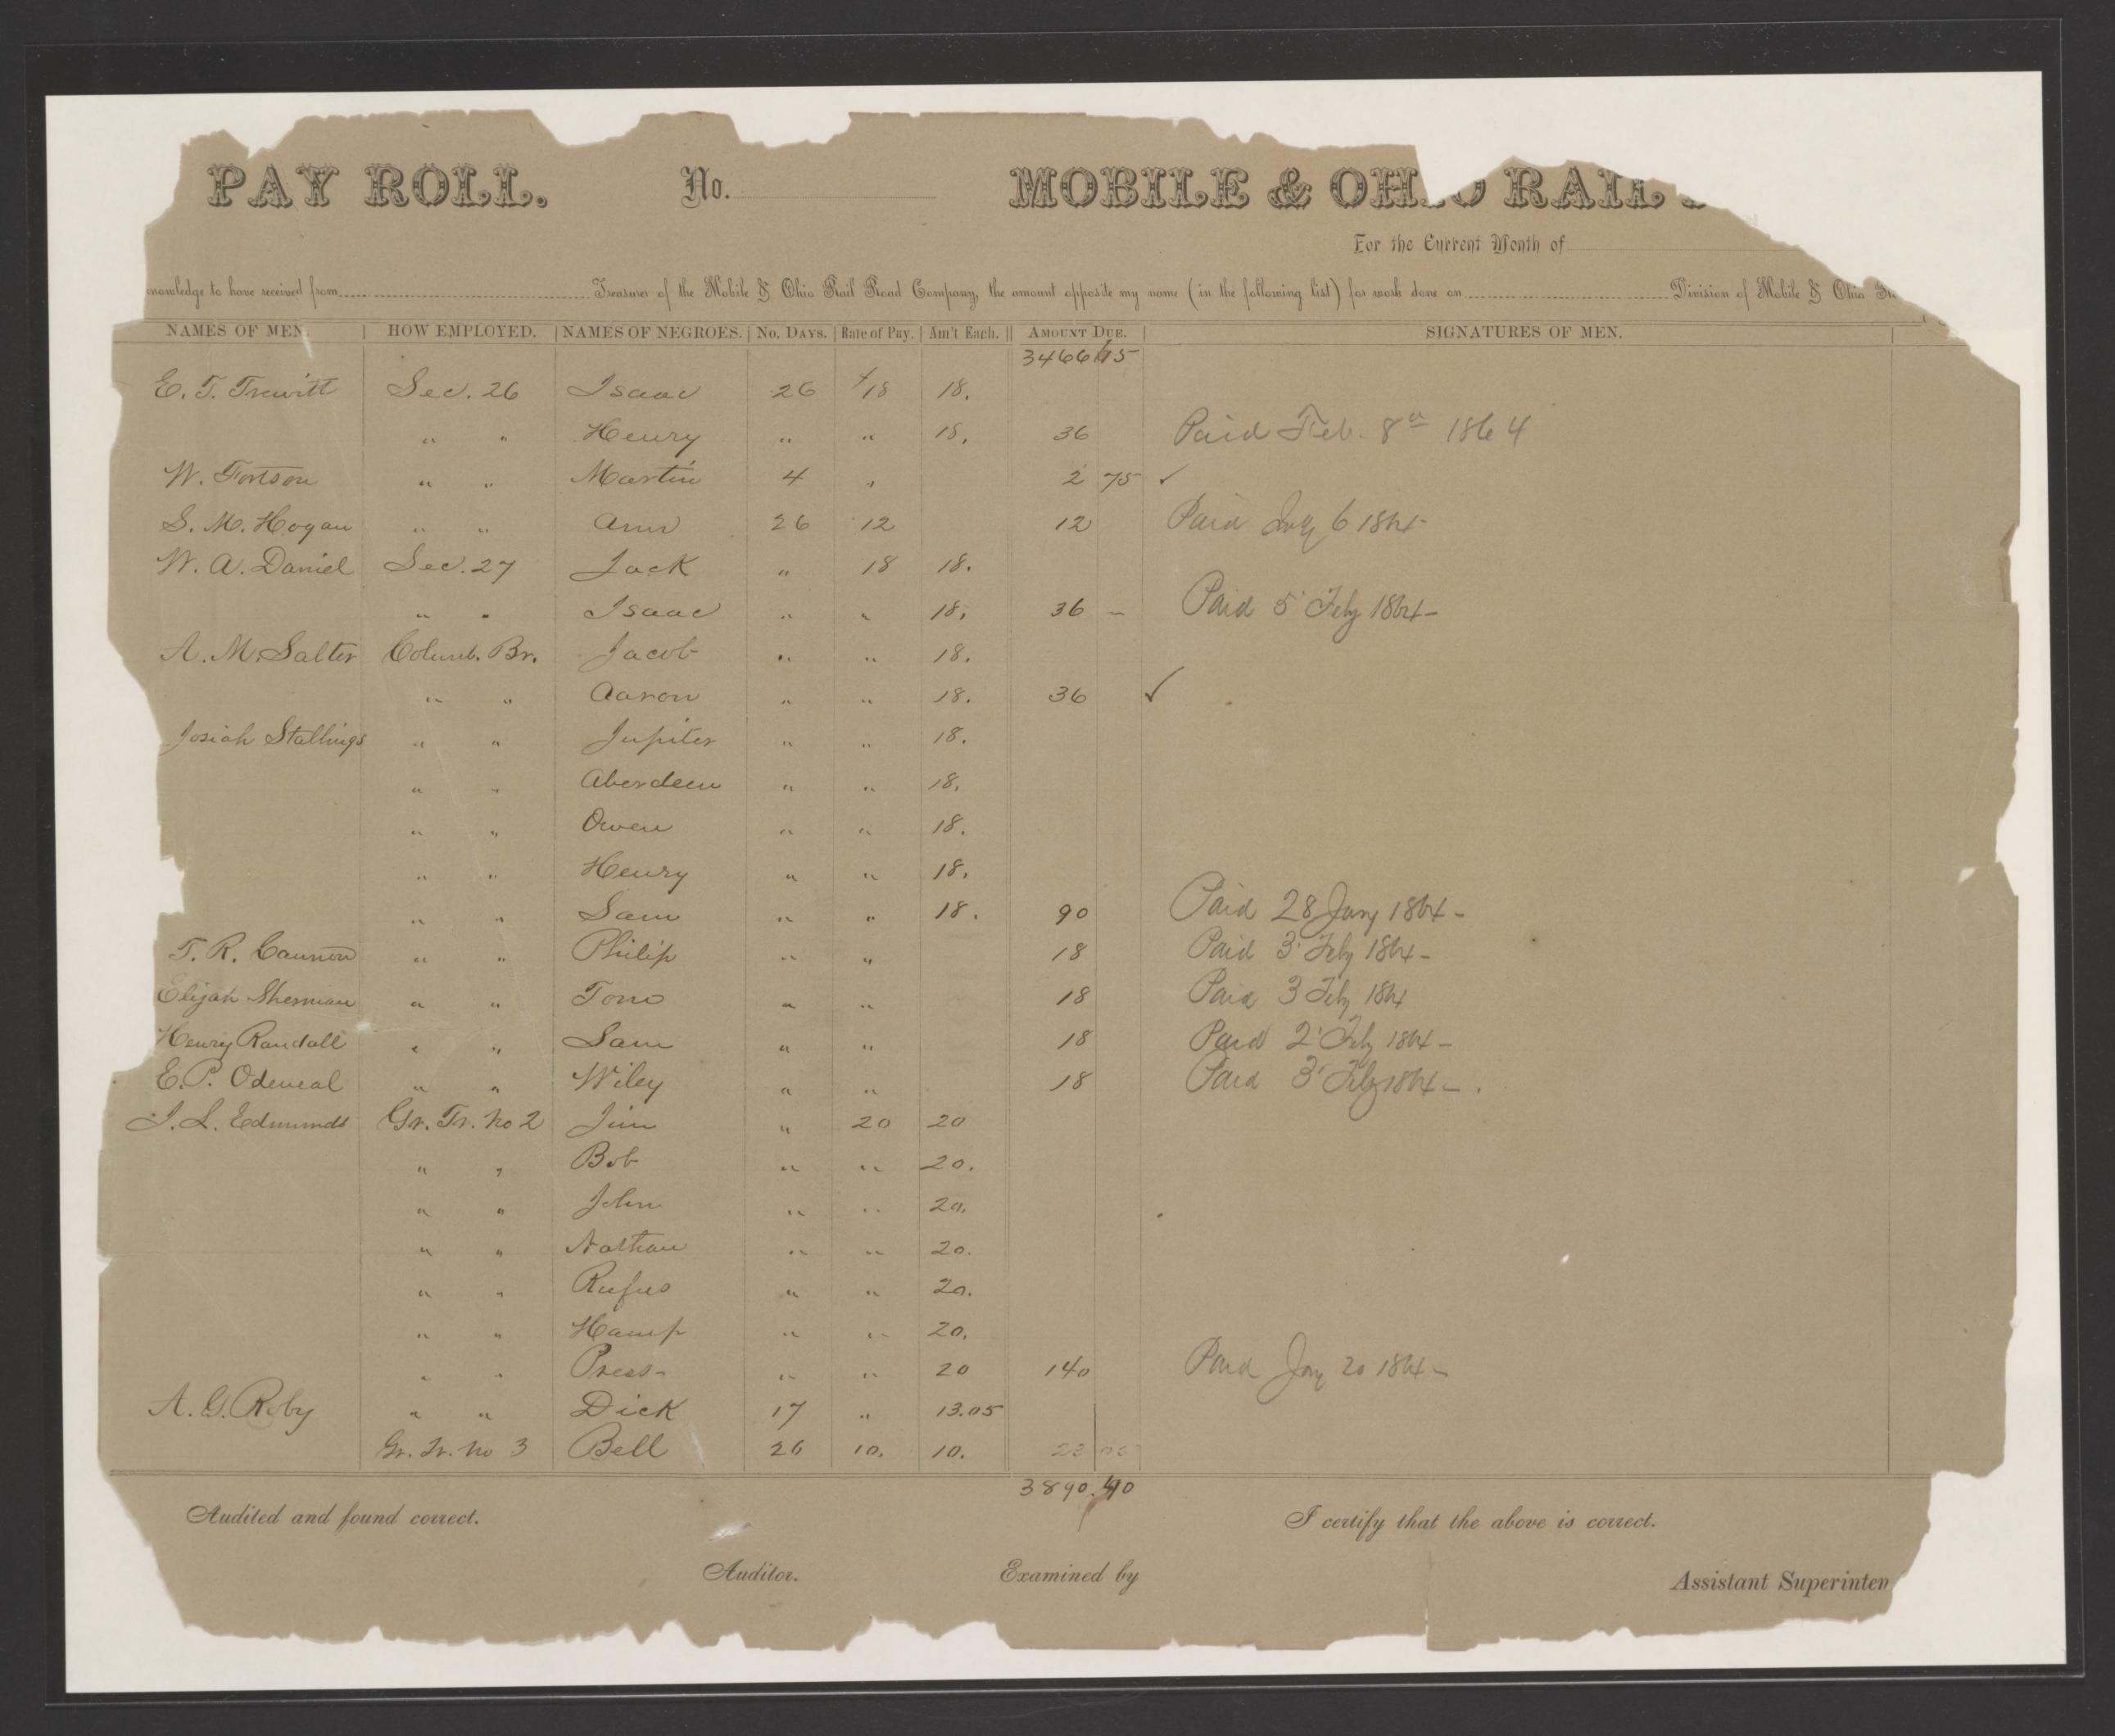 PAY ROLL. No. MOBILE & OHIO RAIL
For the Current Month of
nowledge to have received from Treasurer of the Mobile & Ohio Rail Road Company, the amount opposite my name (in the following list) for work done on Division of Mobile & Ohio
NAMES OF MEN. HOW EMPLOYED. NAMES OF NEGROES. No. DAYS. Rate of Pay. Am't Each. AMOUNT DUE. SIGNATURES OF MEN.
3466
E. T. Trewitt Sec. 26 Isaac 26 18 18.
" " Henry " " 18. 36 Paid Feb. 8th 1864
W. Fortson " " Martin 4 " 2 75 ✓
S. M. Hogan " " Ann 26 12 12 Paid 6 1864
W. A. Daniel Sec. 27 Jack " 18 18.
" " Isaac " " 18. 36 – Paid 5 Feby 1864–
A. M. Salter Columb. Br. Jacob " " 18.
" " Aaron " " 18. 36 ✓
Josiah Stallings " " Jupiter " " 18.
" " Aberdeen " " 18.
" " Owen " " 18.
" " Henry " " 18.
" " Sam " " 18. 90 Paid 28 Jany 1864–
T. R. Cannon " " Philip " " 18 Paid 3 Feby 1864–
Elijah Sherman " " Tom " " 18 Paid 3 Feby 1864
Henry Randall " " Sam " " 18 Paid 2 Feby 1864–
E. P. Odeneal " " Wiley " " 18 Paid 3 Feby 1864–.
J. L. Edmunds Gr. Tr. No 2 Jim " 20 20
" " Bob " " 20.
" " John " " 20.
" " Nathan " " 20.
" " Rufus " " 20.
" " Hamp " " 20.
" " Press– " " 20 140 Paid Jany 20 1864–
A. G. Roby " " Dick 17 " 13.05
Gr. Tr. No 3 Bell 26 10. 10. 23 05
3890.40
Audited and found correct. I certify that the above is correct.
Auditor. Examined by Assistant Superinten